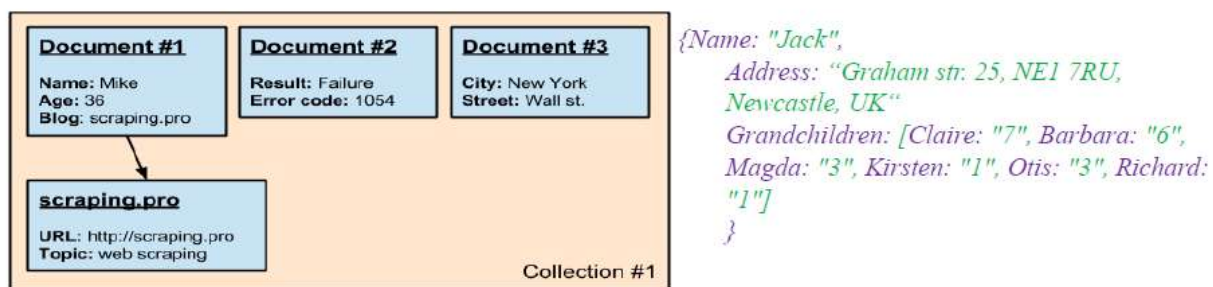 Document #1
Name: Mike
Age: 36
Blog: scraping.pro
Document #2
Result: Failure
Error code: 1054
Document #3
City: New York
Street: Wall st.
scraping.pro
URL: http://scraping.pro
Topic: web scraping
Collection #1
{Name: "Jack",
Address: “Graham str. 25, NE1 7RU,
Newcastle, UK“
Grandchildren: [Claire: "7", Barbara: "6",
Magda: "3", Kirsten: "1", Otis: "3", Richard:
"1"]
}